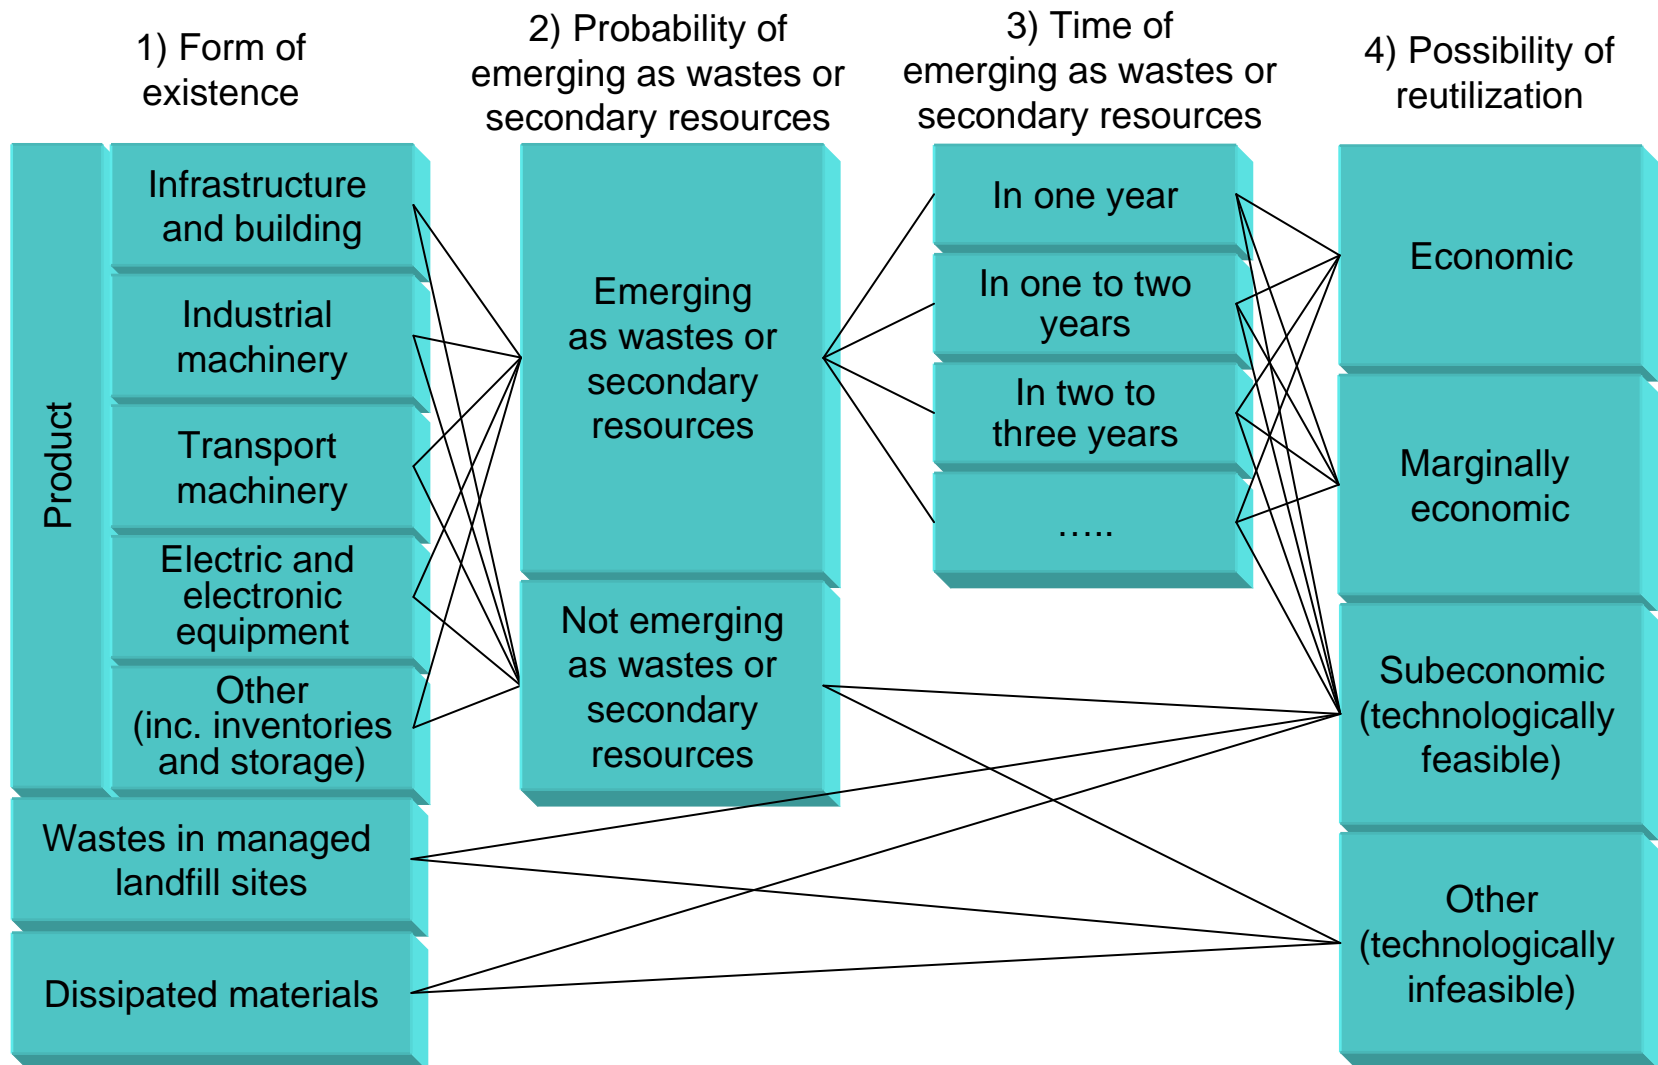 1) Form of
existence
2) Probability of
emerging as wastes or
secondary resources
3) Time of
emerging as wastes or
secondary resources
4) Possibility of
reutilization
Product
Infrastructure
and building
Industrial
machinery
Transport
machinery
Electric and
electronic
equipment
Other
(inc. inventories
and storage)
Wastes in managed
landfill sites
Dissipated materials
Emerging
as wastes or
secondary
resources
Not emerging
as wastes or
secondary
resources
In one year
In one to two
years
In two to
three years
.....
Economic
Marginally
economic
Subeconomic
(technologically
feasible)
Other
(technologically
infeasible)